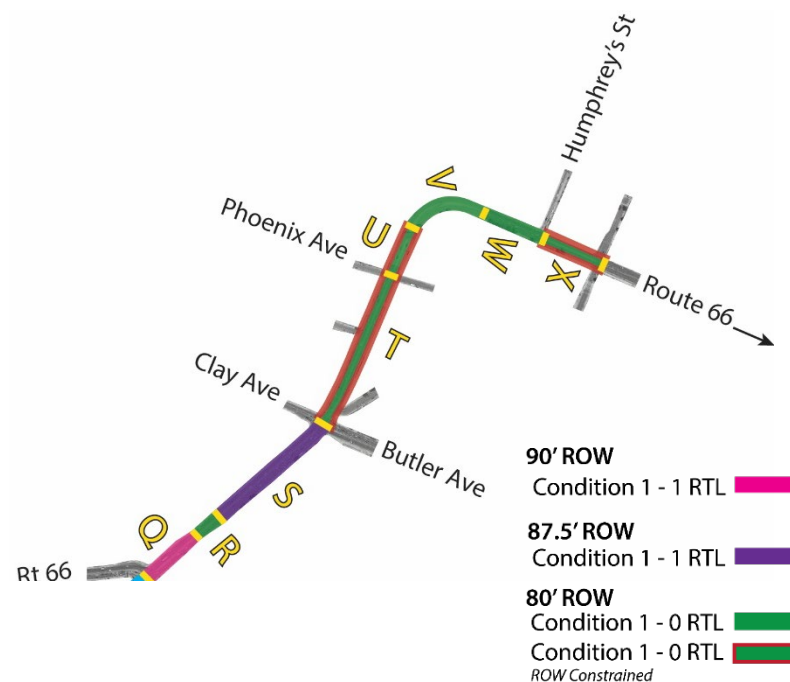 Humphrey's St
V
Phoenix Ave
U
W
X
Route 66
T
Clay Ave
Butler Ave
S
Q
R
Rt 66
90' ROW
Condition 1 - 1 RTL
87.5' ROW
Condition 1 - 1 RTL
80' ROW
Condition 1 - 0 RTL
Condition 1 - 0 RTL
ROW Constrained